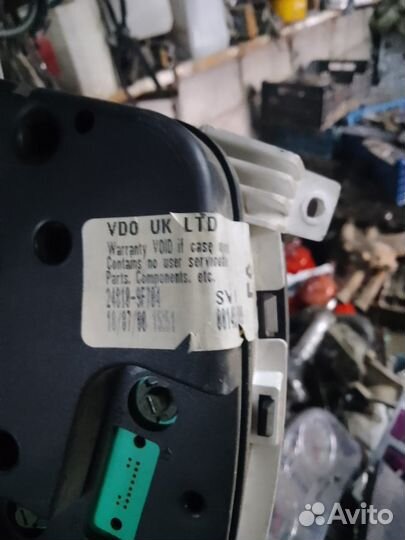 VDO UK LTD
Warranty VOID if case
Contains no user
Parts, Components, etc.
24810-9F704
10/07/00 15:51
Avito